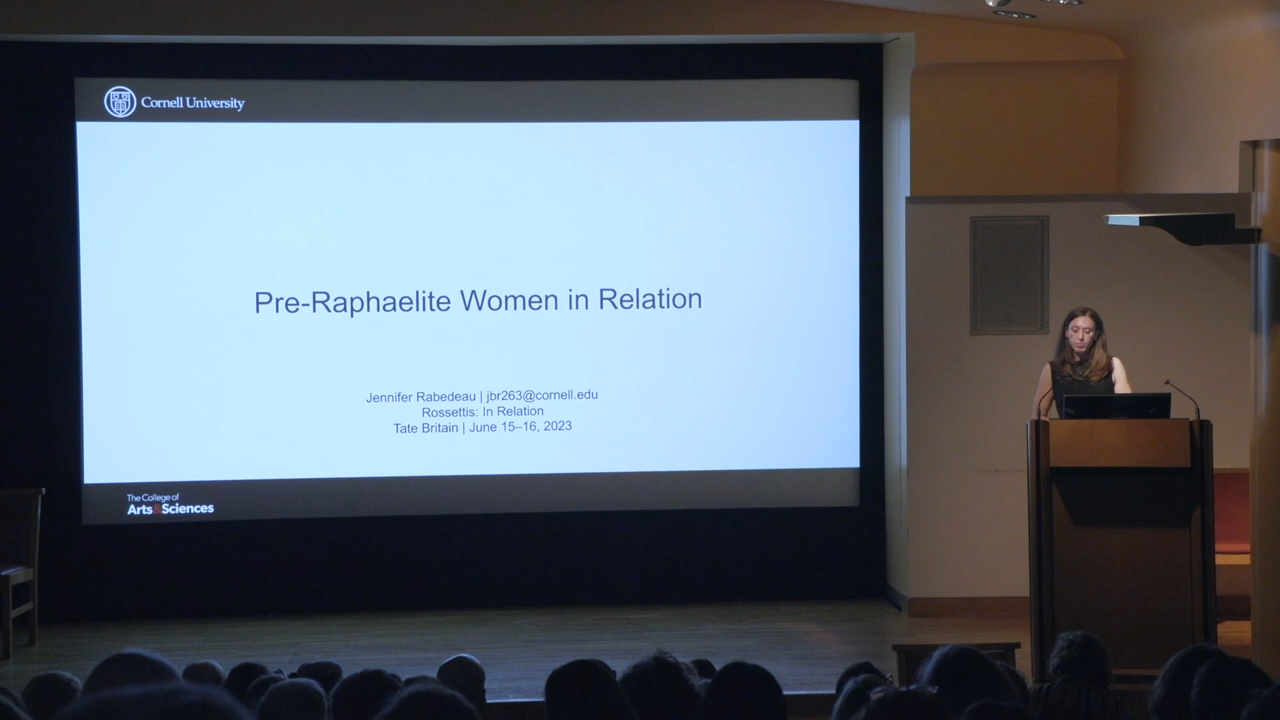 Cornell University
Pre-Raphaelite Women in Relation
Jennifer Rabedeau | jbr263@cornell.edu
Rossettis: In Relation
Tate Britain | June 15–16, 2023
The College of
Arts&Sciences